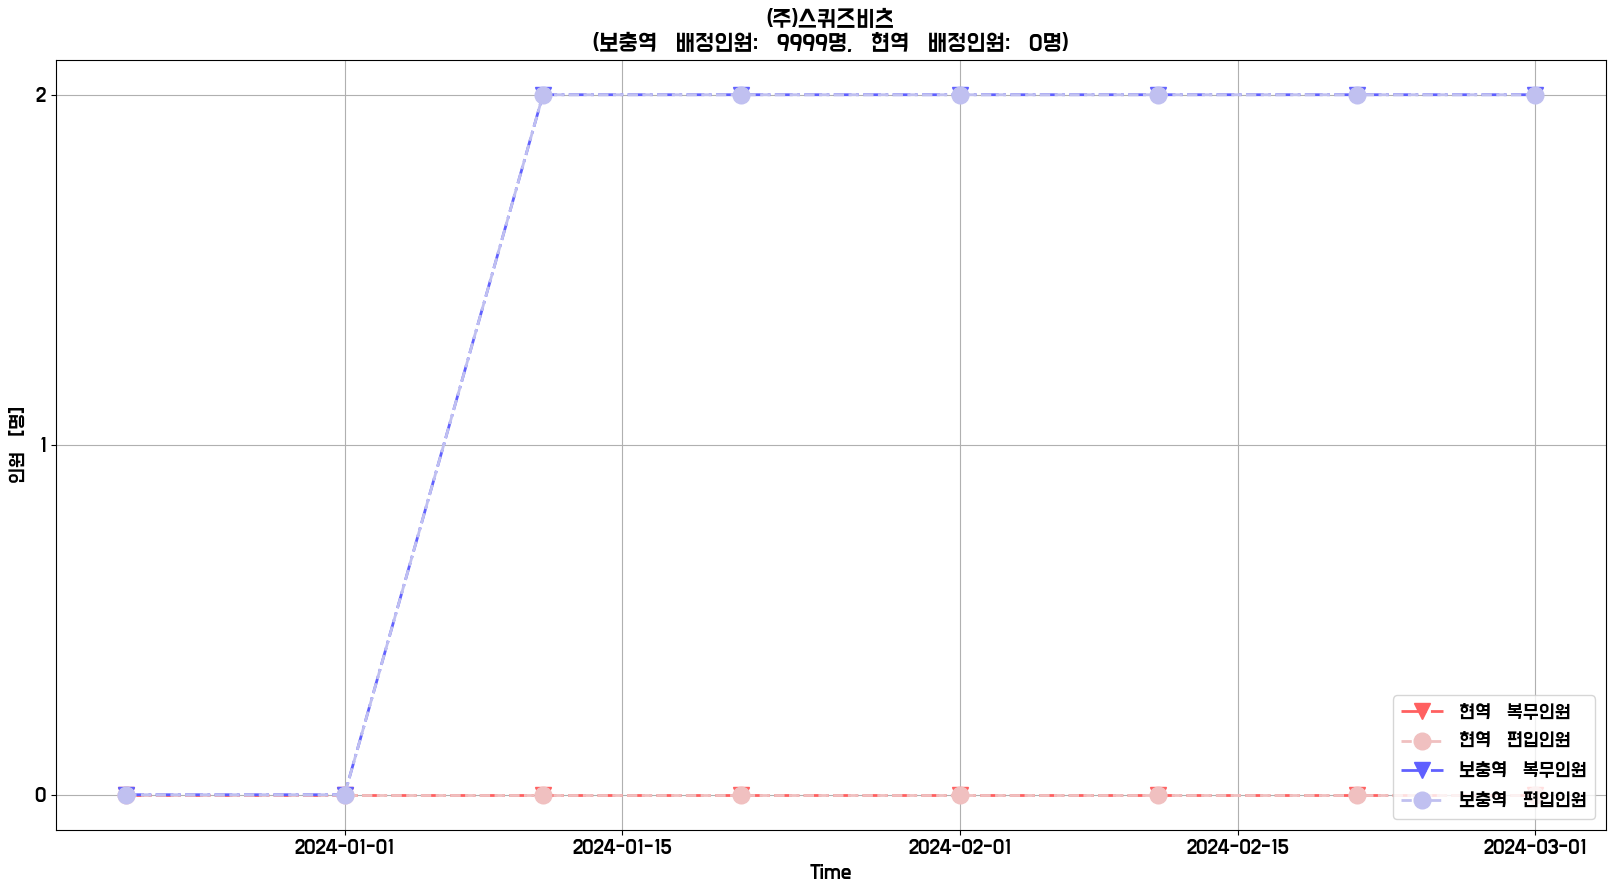 (주)스퀴즈비츠
(보충역 배정인원: 9999명, 현역 배정인원: 0명)
인원 [명]
2
1
0
2024-01-01
2024-01-15
2024-02-01
2024-02-15
2024-03-01
Time
현역 복무인원
현역 편입인원
보충역 복무인원
보충역 편입인원